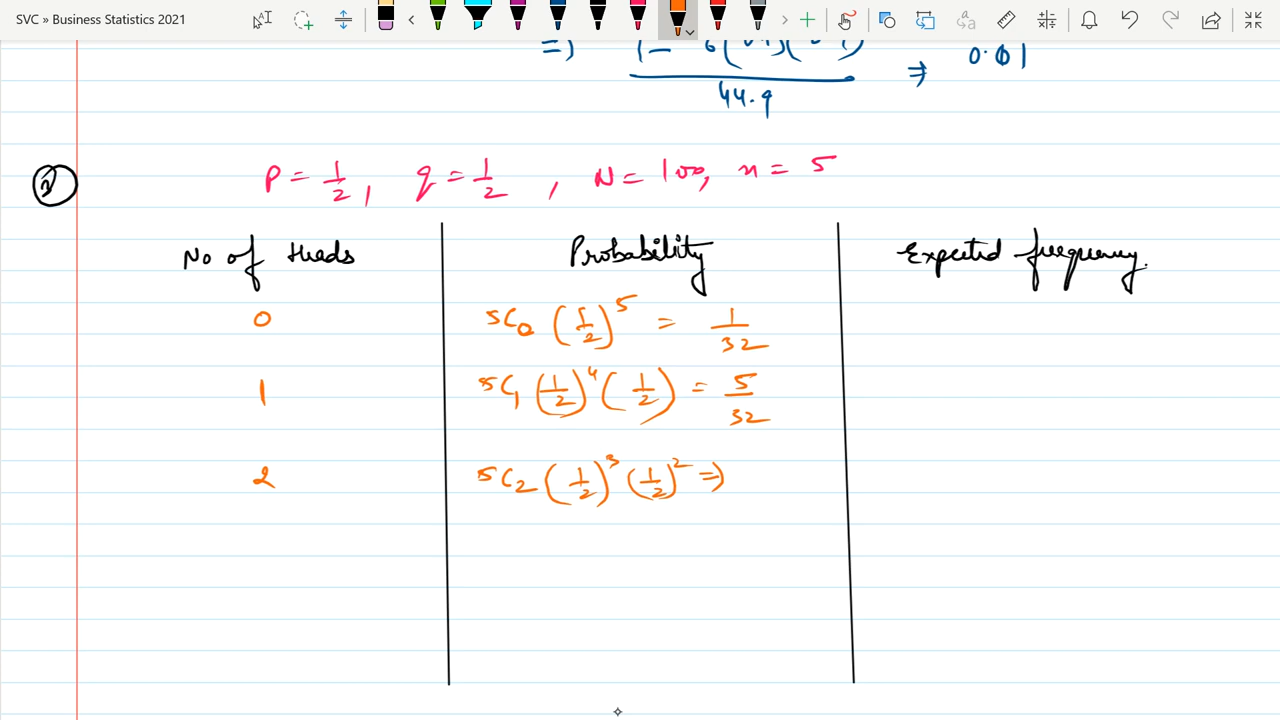 SVC » Business Statistics 2021
44.9 ⇒ 0.01
P = 1/2, q = 1/2, N = 100, n = 5
No of Heads Probability Expected frequency.
0 5C0 (1/2)^5 = 1/32
1 5C1 (1/2)^4 (1/2) = 5/32
2 5C2 (1/2)^3 (1/2)^2 ⇒